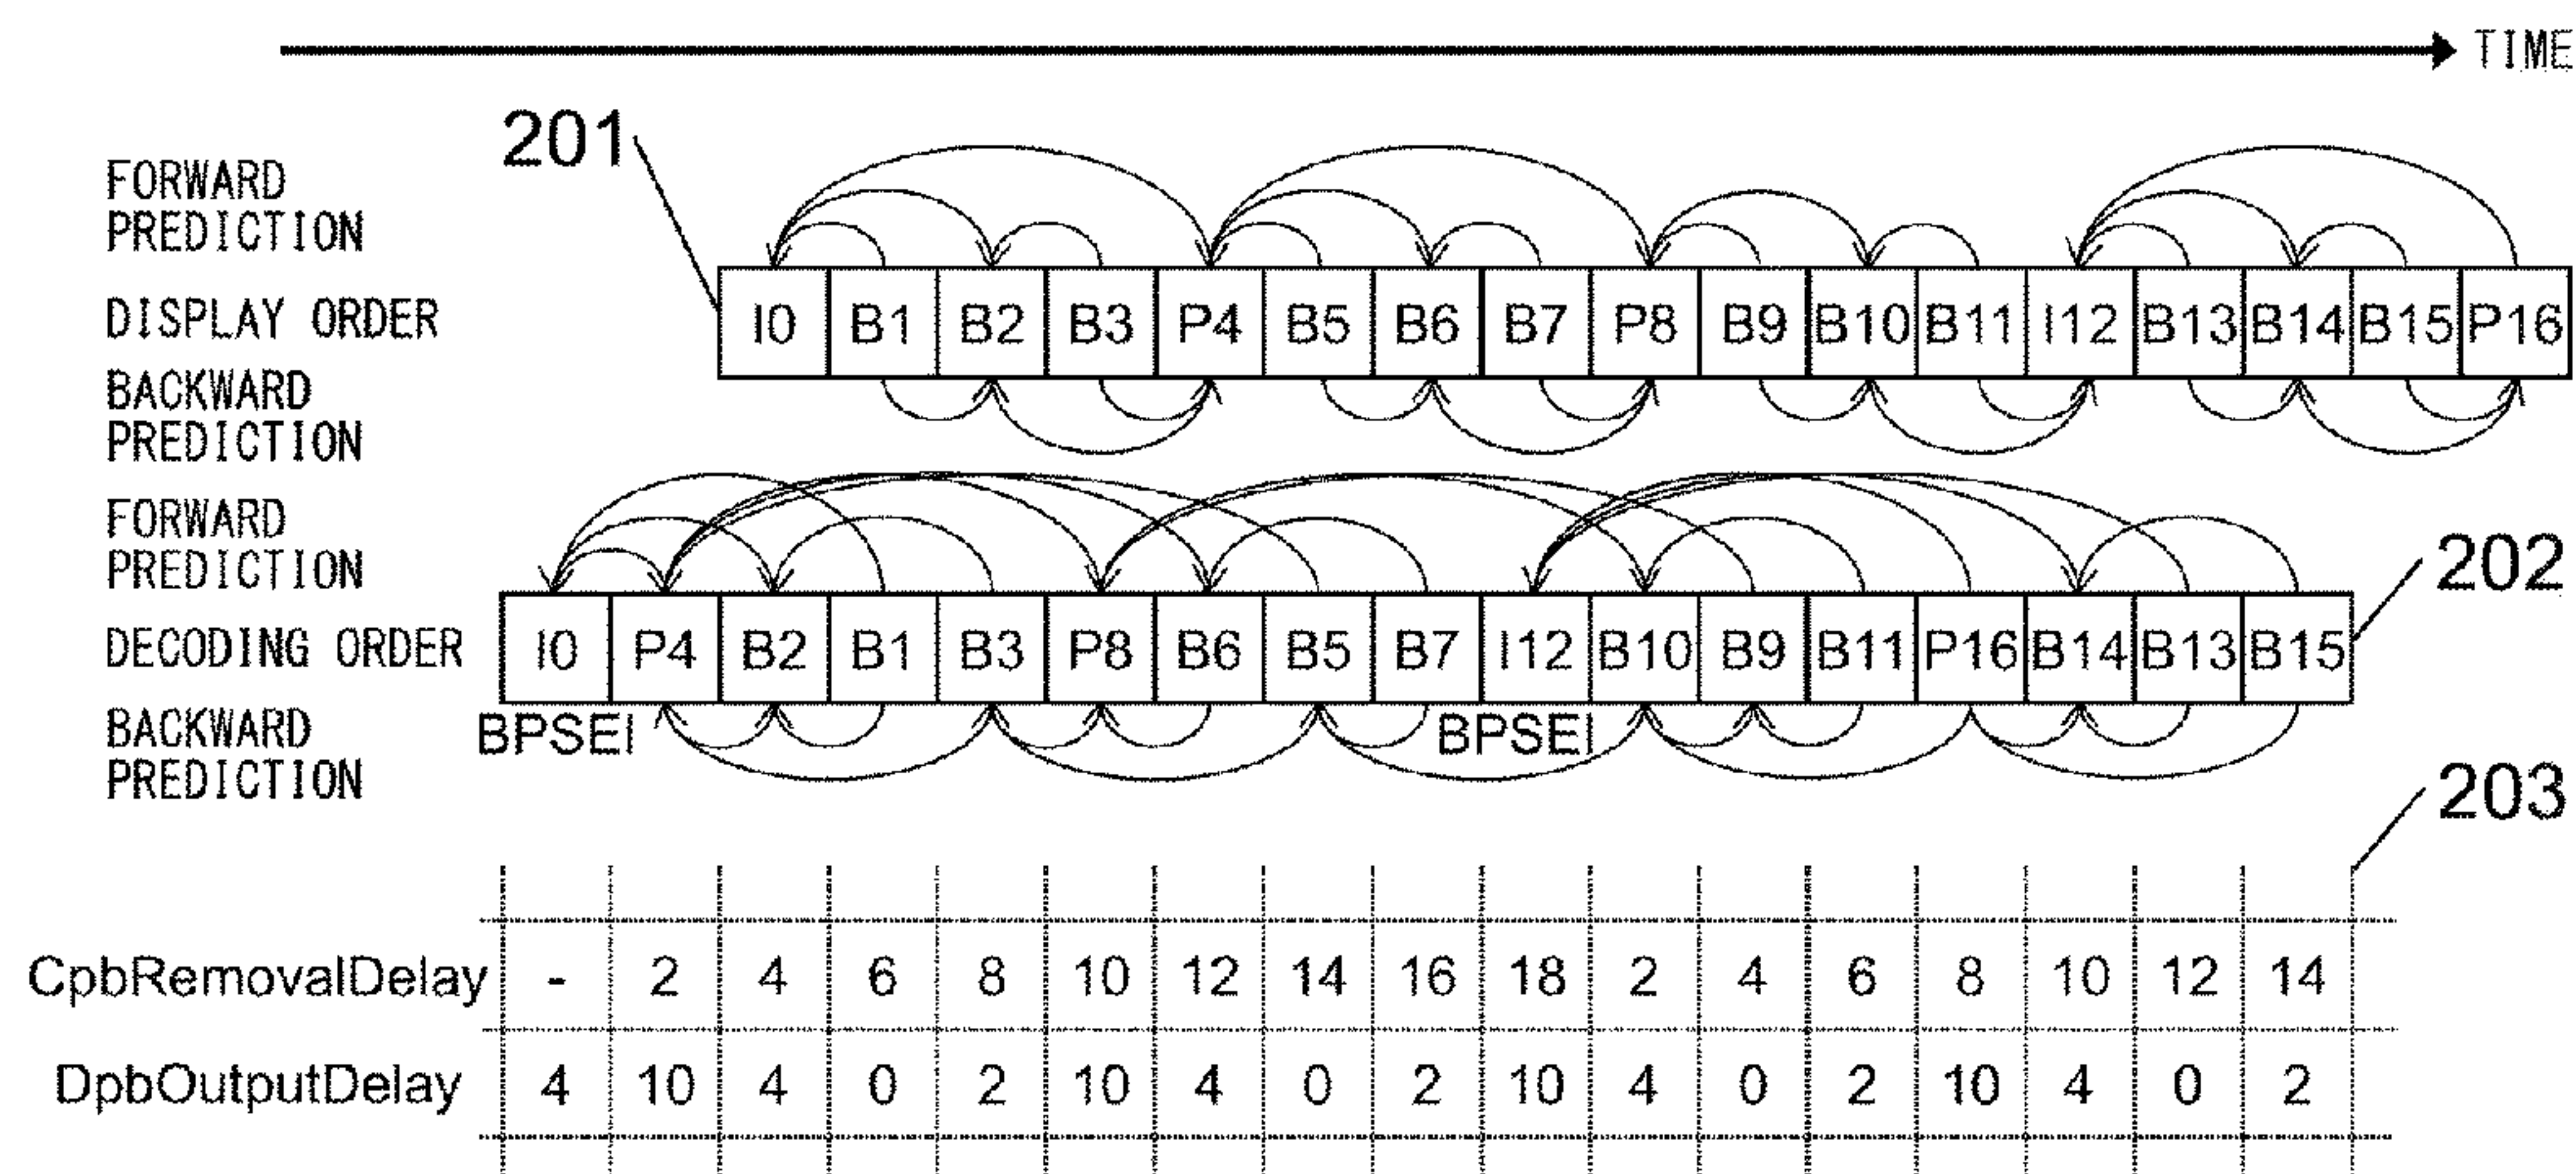 TIME
201
FORWARD
PREDICTION
DISPLAY ORDER I0 B1 B2 B3 P4 B5 B6 B7 P8 B9 B10 B11 I12 B13 B14 B15 P16
BACKWARD
PREDICTION
FORWARD
PREDICTION
202
DECODING ORDER I0 P4 B2 B1 B3 P8 B6 B5 B7 I12 B10 B9 B11 P16 B14 B13 B15
BPSEI BPSEI
BACKWARD
PREDICTION
203
CpbRemovalDelay - 2 4 6 8 10 12 14 16 18 2 4 6 8 10 12 14
DpbOutputDelay 4 10 4 0 2 10 4 0 2 10 4 0 2 10 4 0 2